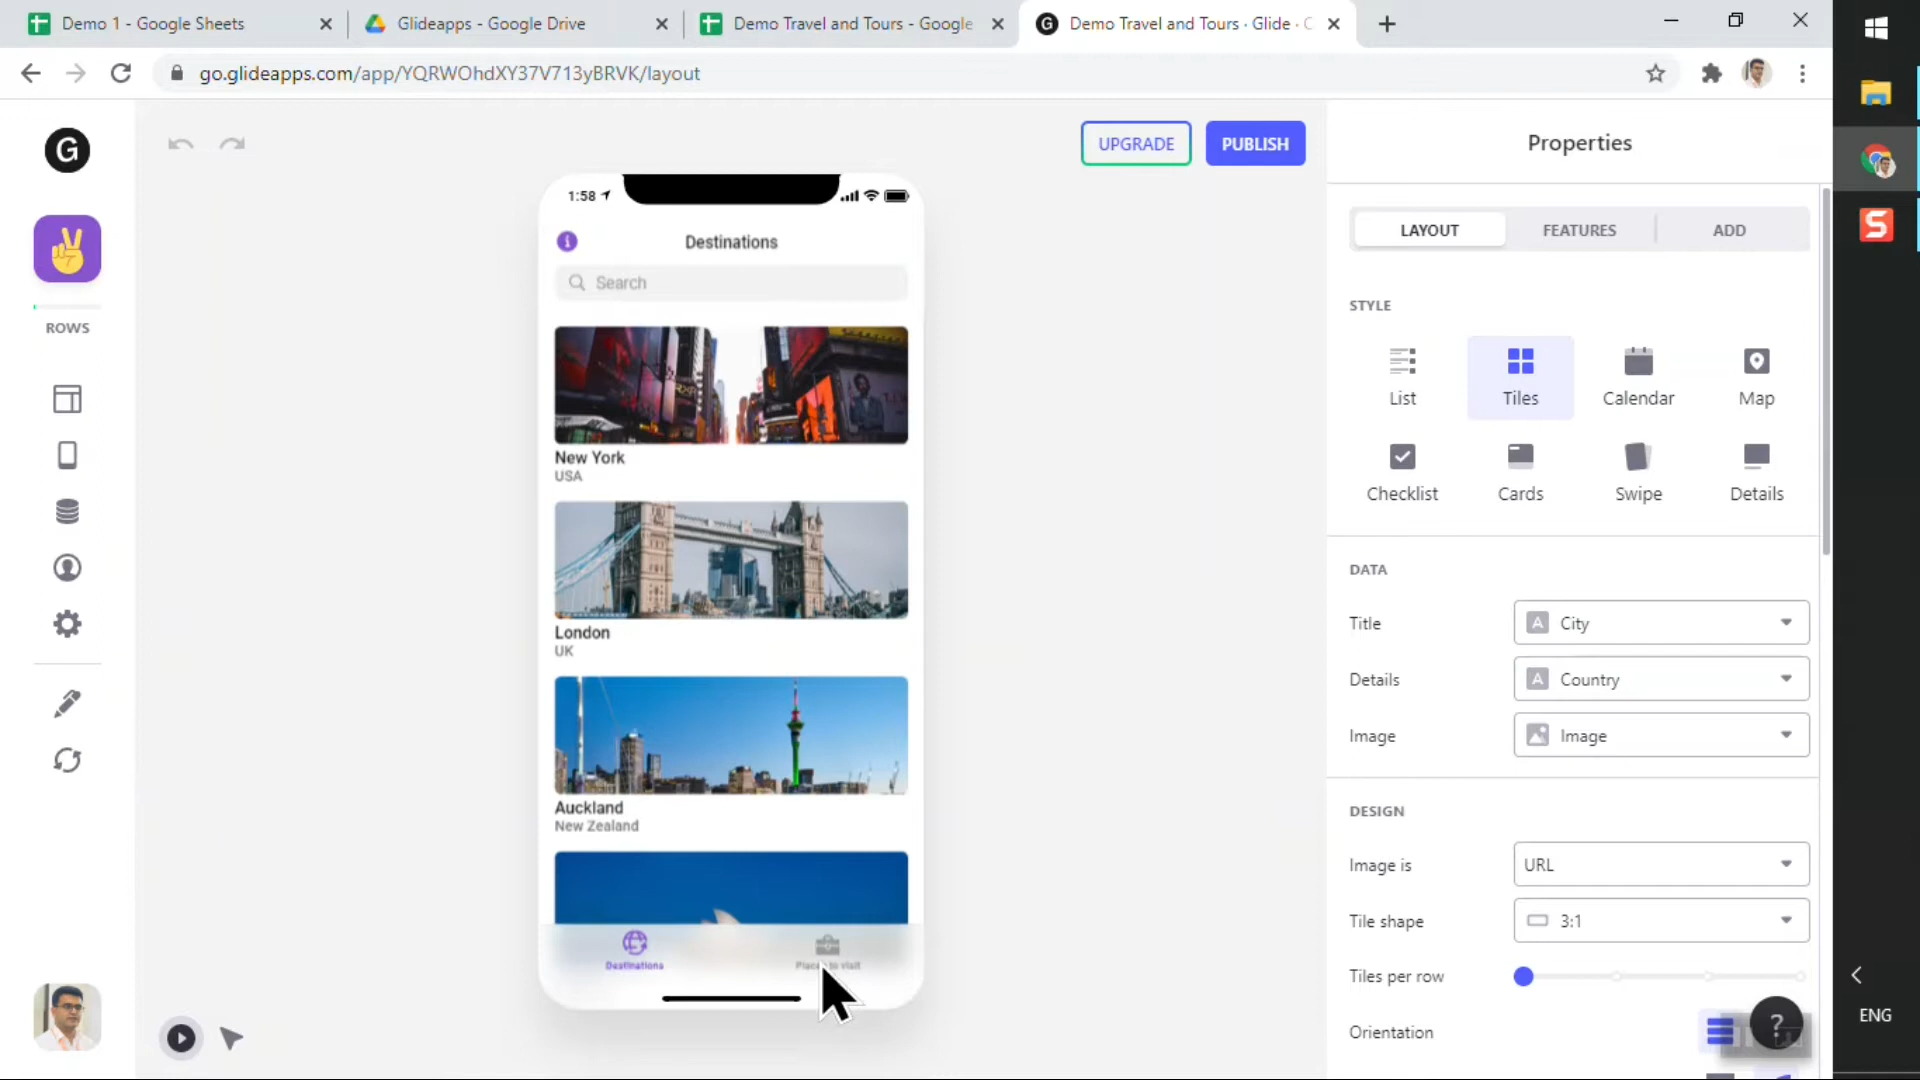 Demo 1 - Google Sheets
Glideapps - Google Drive
Demo Travel and Tours - Google
Demo Travel and Tours · Glide ·
go.glideapps.com/app/YQRWOhdXY37V713yBRVK/layout
G
ROWS
UPGRADE
PUBLISH
1:58
Destinations
Search
New York
USA
London
UK
Auckland
New Zealand
Destinations
to visit
Properties
LAYOUT
FEATURES
ADD
STYLE
List
Tiles
Calendar
Map
Checklist
Cards
Swipe
Details
DATA
Title
A City
Details
A Country
Image
Image
DESIGN
Image is
URL
Tile shape
3:1
Tiles per row
Orientation
?
S
ENG